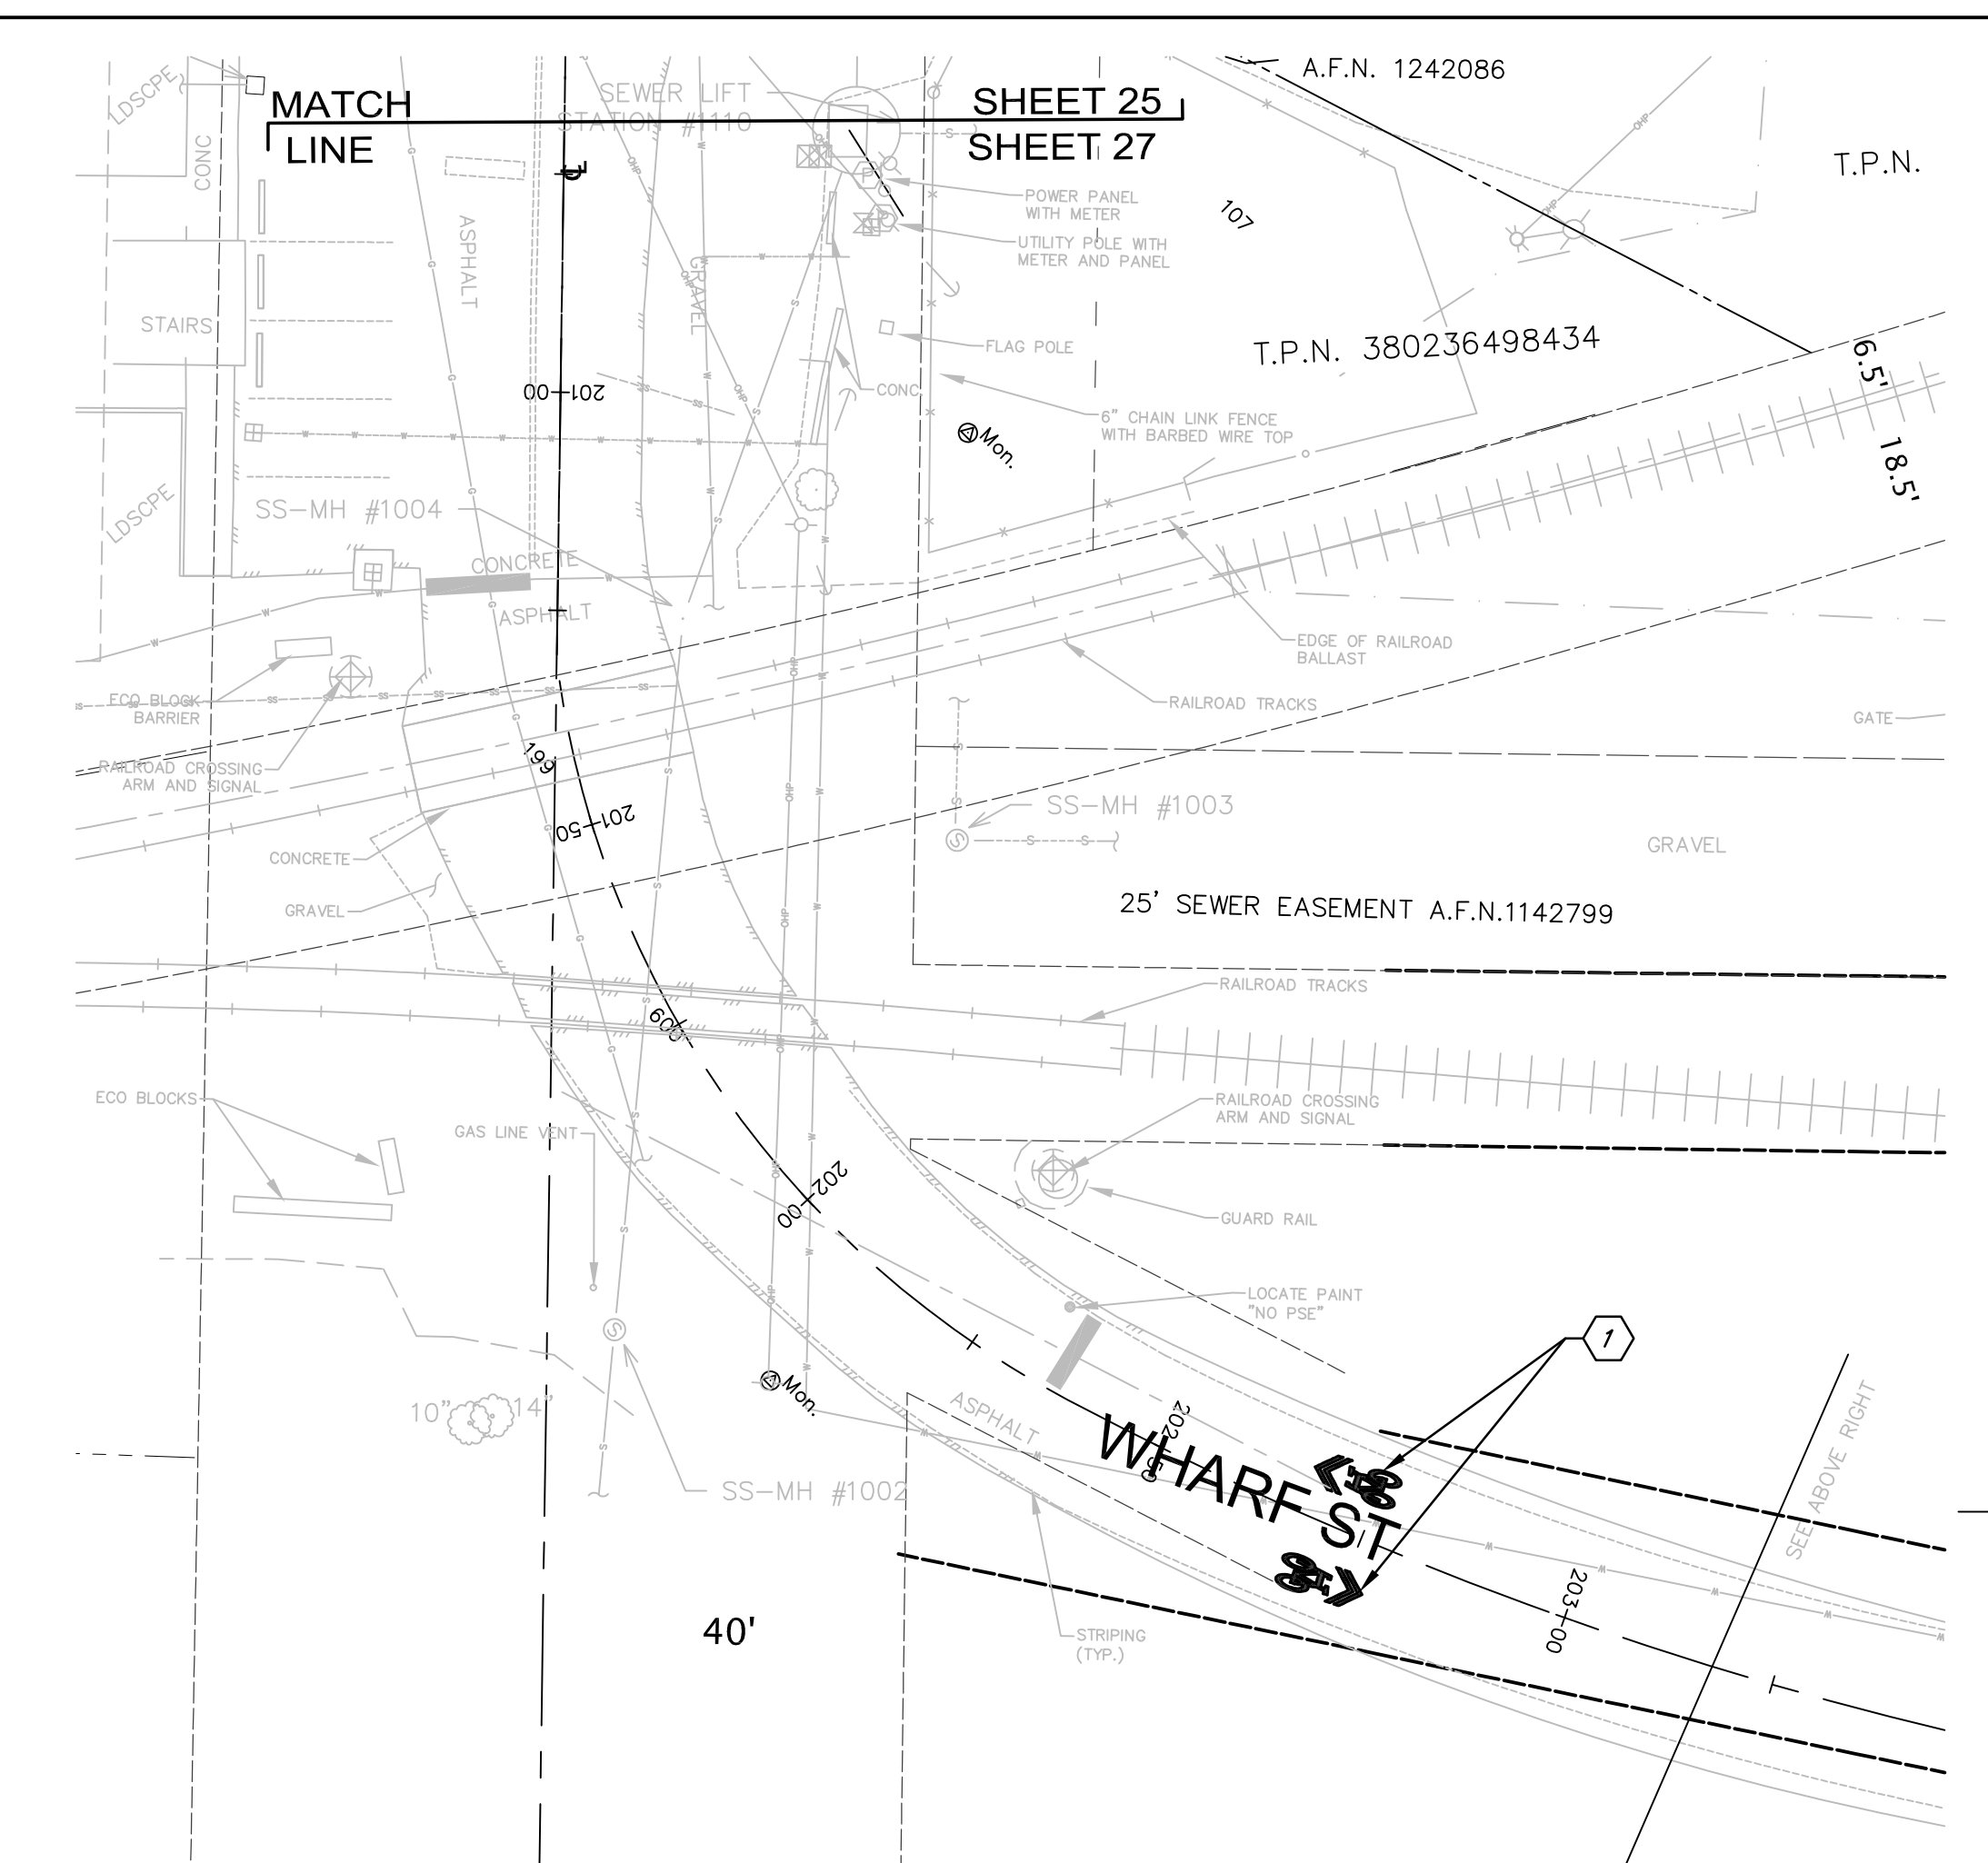 A.F.N. 1242086
MATCH
LINE
SHEET 25
SHEET 27
SEWER LIFT
STATION #1110
LDSCPE
CONC
T.P.N.
POWER PANEL
WITH METER
107
UTILITY POLE WITH
METER AND PANEL
ASPHALT
GRAVEL
STAIRS
FLAG POLE
T.P.N. 380236498434
6.5'
CONC
201
00
6" CHAIN LINK FENCE
WITH BARBED WIRE TOP
Mon.
18.5'
LDSCPE
SS-MH #1004
CONCRETE
ASPHALT
EDGE OF RAILROAD
BALLAST
ECO BLOCK
BARRIER
RAILROAD TRACKS
GATE
RAILROAD CROSSING
ARM AND SIGNAL
199
201
50
SS-MH #1003
GRAVEL
CONCRETE
GRAVEL
25' SEWER EASEMENT A.F.N.1142799
RAILROAD TRACKS
609
ECO BLOCKS
GAS LINE VENT
RAILROAD CROSSING
ARM AND SIGNAL
202
00
GUARD RAIL
LOCATE PAINT
"NO PSE"
1
Mon.
10"
14"
ASPHALT
202
50
WHARF ST
SEE ABOVE RIGHT
SS-MH #1002
203
00
40'
STRIPING
(TYP.)